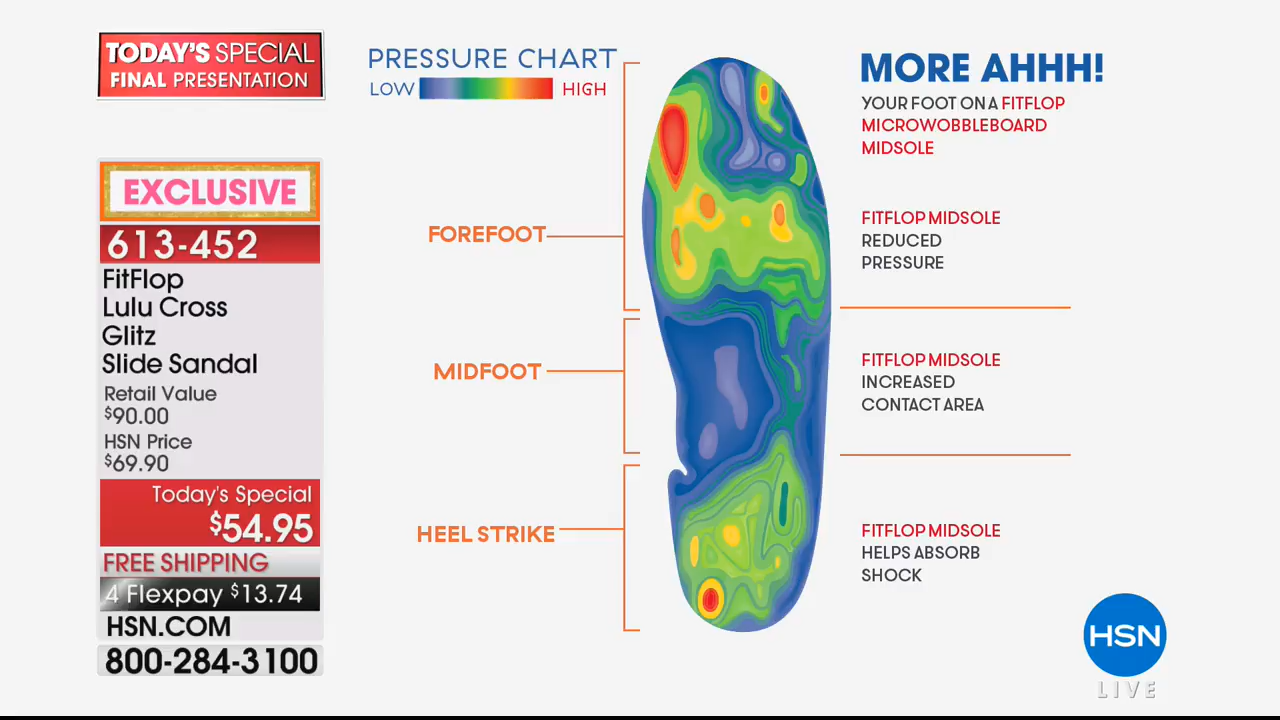 TODAY'S SPECIAL
FINAL PRESENTATION
EXCLUSIVE
613-452
FitFlop
Lulu Cross
Glitz
Slide Sandal
Retail Value
$90.00
HSN Price
$69.90
Today's Special
$54.95
FREE SHIPPING
4 Flexpay $13.74
HSN.COM
800-284-3100
PRESSURE CHART
LOW HIGH
FOREFOOT
MIDFOOT
HEEL STRIKE
MORE AHHH!
YOUR FOOT ON A FITFLOP
MICROWOBBLEBOARD
MIDSOLE
FITFLOP MIDSOLE
REDUCED
PRESSURE
FITFLOP MIDSOLE
INCREASED
CONTACT AREA
FITFLOP MIDSOLE
HELPS ABSORB
SHOCK
HSN
LIVE